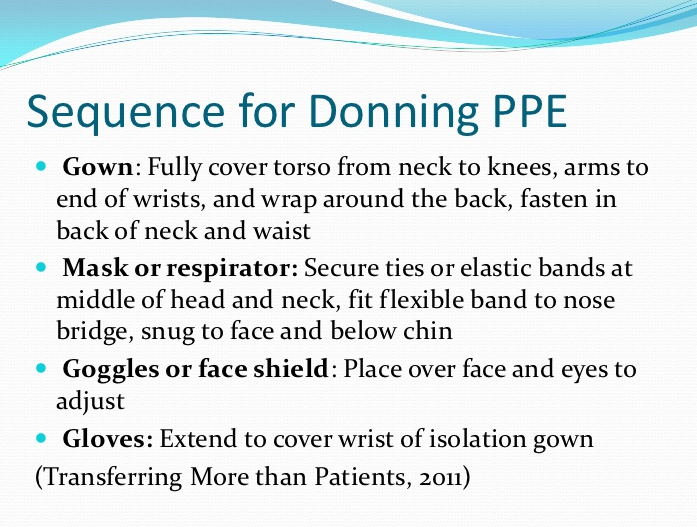 Sequence for Donning PPE
• Gown: Fully cover torso from neck to knees, arms to
end of wrists, and wrap around the back, fasten in
back of neck and waist
• Mask or respirator: Secure ties or elastic bands at
middle of head and neck, fit flexible band to nose
bridge, snug to face and below chin
• Goggles or face shield: Place over face and eyes to
adjust
• Gloves: Extend to cover wrist of isolation gown
(Transferring More than Patients, 2011)